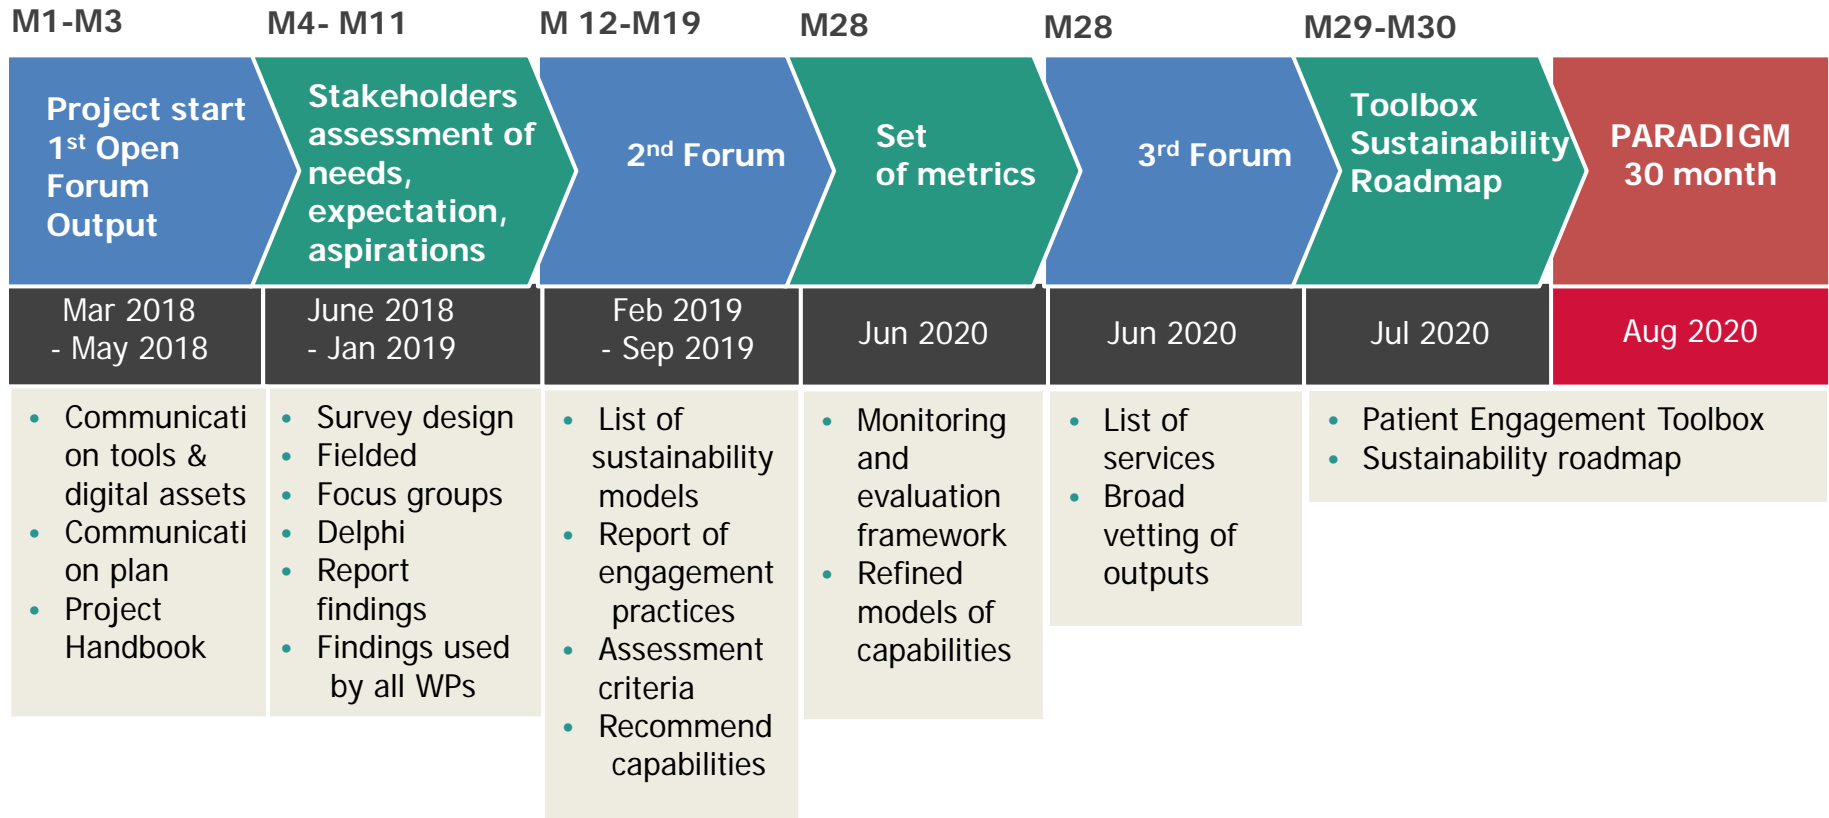 M1-M3
M4- M11
M 12-M19
M28
M28
M29-M30
Project start
1st Open
Forum
Output
Stakeholders
assessment of
needs,
expectation,
aspirations
2nd Forum
Set
of metrics
3rd Forum
Toolbox
Sustainability
Roadmap
PARADIGM
30 month
Mar 2018
- May 2018
June 2018
- Jan 2019
Feb 2019
- Sep 2019
Jun 2020
Jun 2020
Jul 2020
Aug 2020
• Communicati
on tools &
digital assets
• Communicati
on plan
• Project
Handbook
• Survey design
• Fielded
• Focus groups
• Delphi
• Report
findings
• Findings used
by all WPs
• List of
sustainability
models
• Report of
engagement
practices
• Assessment
criteria
• Recommend
capabilities
• Monitoring
and
evaluation
framework
• Refined
models of
capabilities
• List of
services
• Broad
vetting of
outputs
• Patient Engagement Toolbox
• Sustainability roadmap